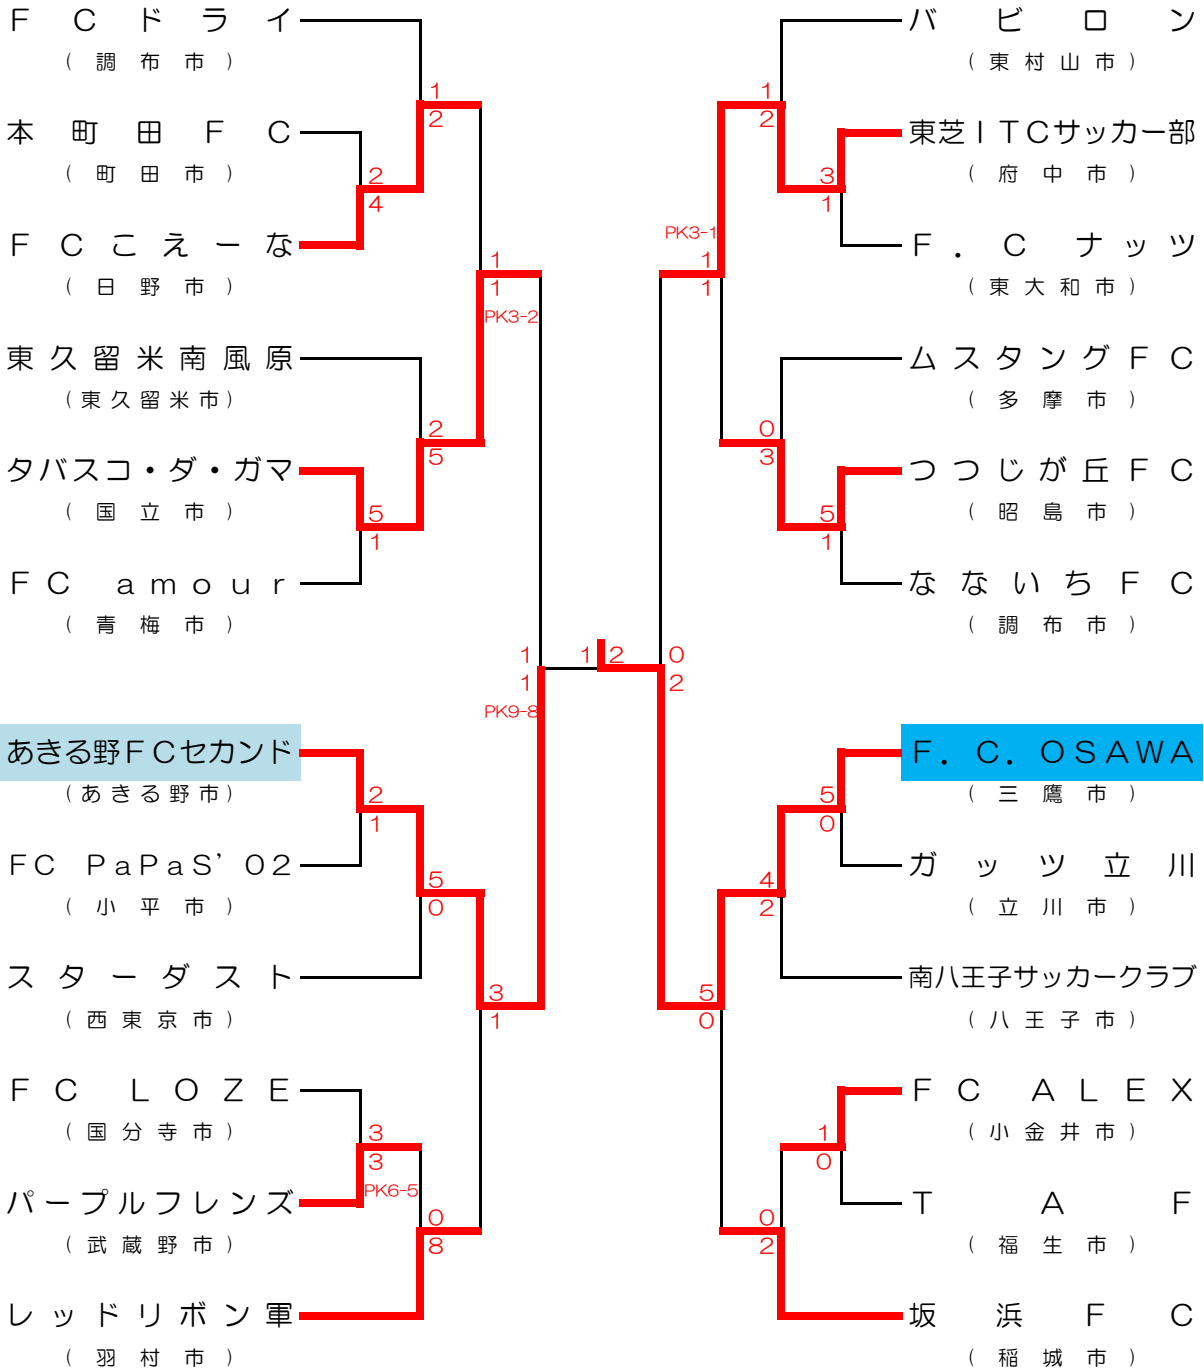 FCドライ
(調布市)
1
2
本町田FC
(町田市)
2
4
FCこえーな
(日野市)
1
1
PK3-2
東久留米南風原
(東久留米市)
2
5
タバスコ・ダ・ガマ
(国立市)
5
1
FC amour
(青梅市)
1
1
PK9-8
あきる野FCセカンド
(あきる野市)
2
1
FC PaPaS’02
(小平市)
5
0
スターダスト
(西東京市)
3
1
FC LOZE
(国分寺市)
3
3
PK6-5
パープルフレンズ
(武蔵野市)
0
8
レッドリボン軍
(羽村市)
1 2
バビロン
(東村山市)
1
2
東芝ITCサッカー部
(府中市)
3
1
PK3-1
1
1
F.Cナッツ
(東大和市)
ムスタングFC
(多摩市)
0
3
つつじが丘FC
(昭島市)
5
1
なないちFC
(調布市)
0
2
F.C.OSAWA
(三鷹市)
5
0
ガッツ立川
(立川市)
4
2
南八王子サッカークラブ
(八王子市)
5
0
FC ALEX
(小金井市)
1
0
TAF
(福生市)
0
2
坂浜FC
(稲城市)